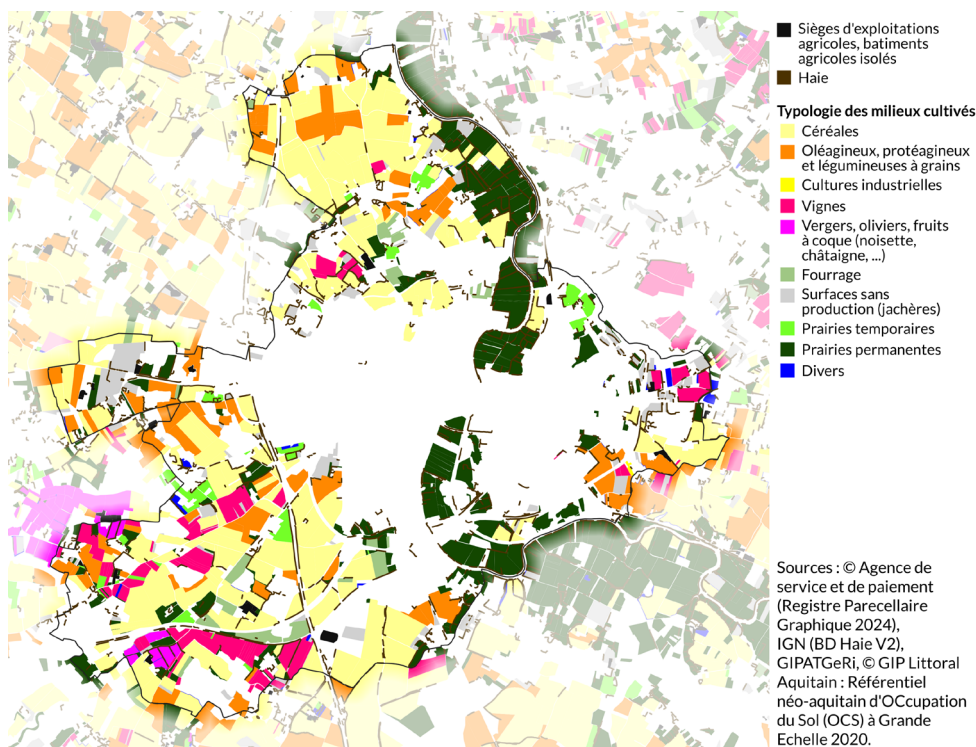 Sièges d'exploitations
agricoles, batiments
agricoles isolés
Haie
Typologie des milieux cultivés
Céréales
Oléagineux, protéagineux
et légumineuses à grains
Cultures industrielles
Vignes
Vergers, oliviers, fruits
à coque (noisette,
châtaigne, ...)
Fourrage
Surfaces sans
production (jachères)
Prairies temporaires
Prairies permanentes
Divers
Sources : © Agence de
service et de paiement
(Registre Parecellaire
Graphique 2024),
IGN (BD Haie V2),
GIPATGeRi, © GIP Littoral
Aquitain : Référentiel
néo-aquitain d'OCcupation
du Sol (OCS) à Grande
Echelle 2020.